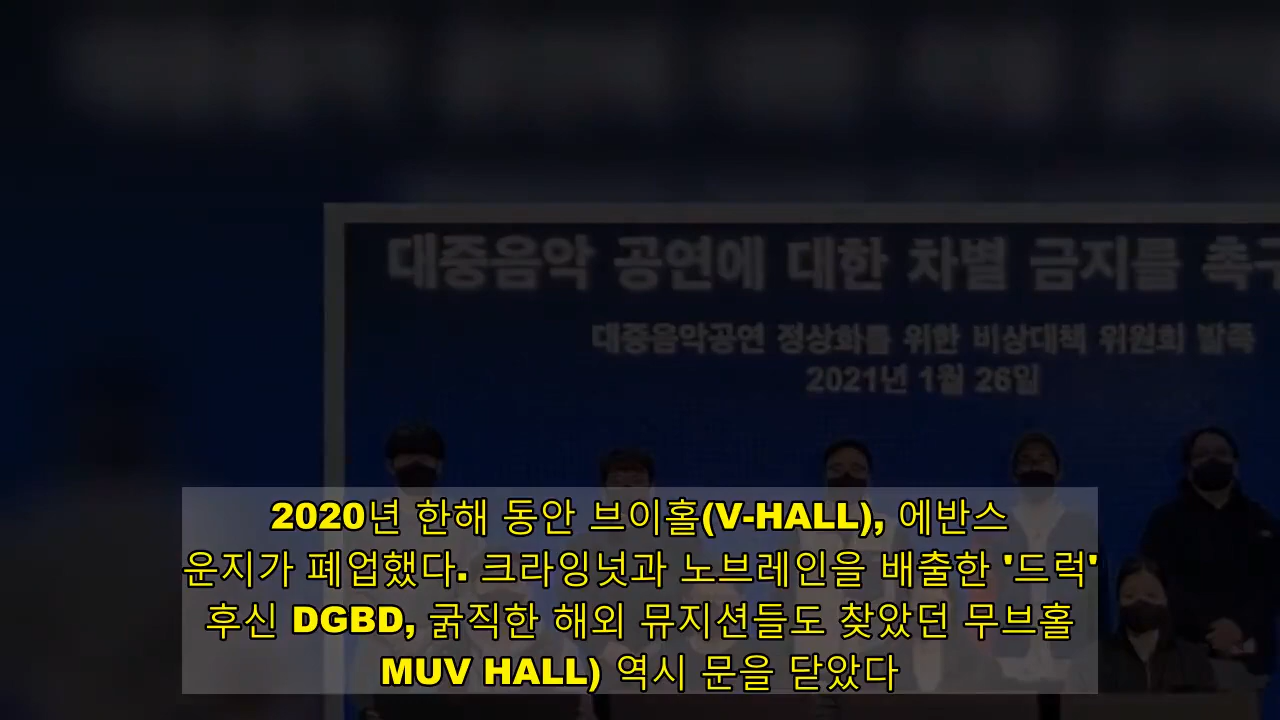 대중음악 공연에 대한 차별 금지를 촉구
대중음악공연 정상화를 위한 비상대책 위원회 발족
2021년 1월 26일
2020년 한해 동안 브이홀(V-HALL), 에반스
운지가 폐업했다. 크라잉넛과 노브레인을 배출한 '드럭'
후신 DGBD, 굵직한 해외 뮤지션들도 찾았던 무브홀
MUV HALL) 역시 문을 닫았다